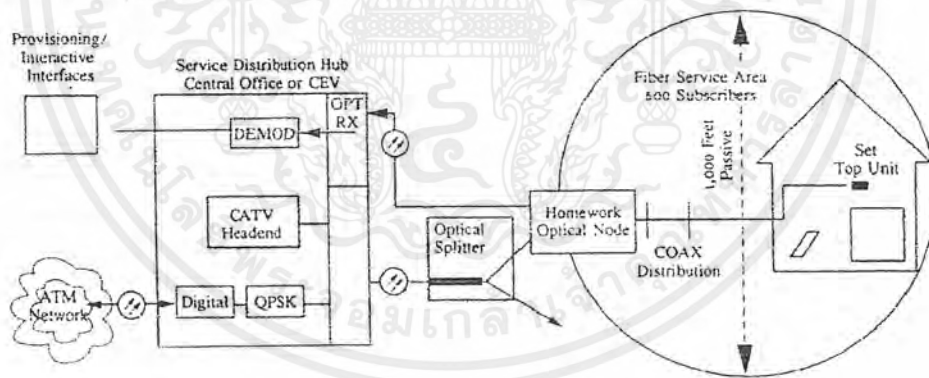 Provisioning/
Interactive
Interfaces
Service Distribution Hub
Central Office or CEV
OPT
RX
DEMOD
CATV
Headend
Digital
QPSK
ATM
Network
Optical
Splitter
Homework
Optical Node
COAX
Distribution
Fiber Service Area
500 Subscribers
1,000 Feet
Passive
Set
Top Unit